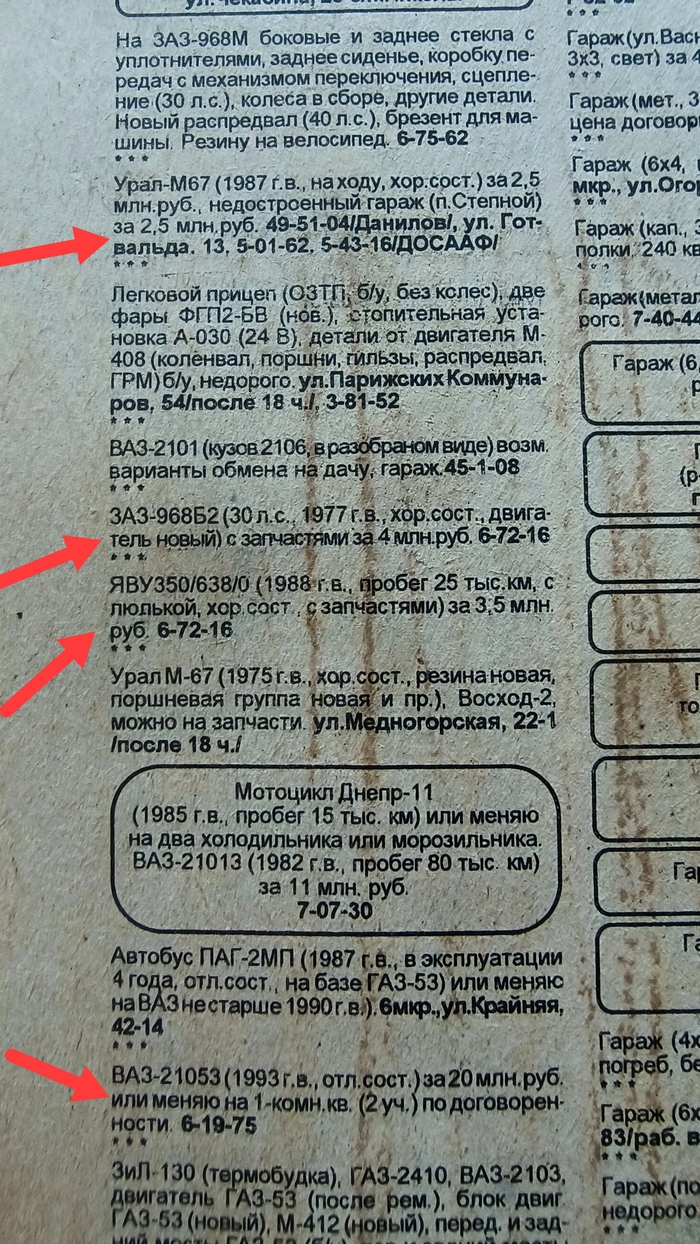 На ЗАЗ-968М боковые и заднее стекла с
уплотнителями, заднее сиденье, коробку пе-
редач с механизмом переключения, сцепле-
ние (30 л.с.), колеса в сборе, другие детали.
Новый распредвал (40 л.с.), брезент для ма-
шины. Резину на велосипед. 6-75-62
* * *
Урал-М67 (1987 г.в., на ходу, хор.сост.) за 2,5
млн.руб., недостроенный гараж (п.Степной)
за 2,5 млн.руб. 49-51-04/Данилов/, ул. Гот-
вальда. 13, 5-01-62, 5-43-16/ДОСААФ/
* * *
Легковой прицеп (ОЗТП, б/у, без колес), две
фары ФГП2-БВ (нов.), отопительная уста-
новка А-030 (24 В), детали от двигателя М-
408 (коленвал, поршни, гильзы, распредвал,
ГРМ) б/у, недорого. ул.Парижских Коммуна-
ров, 54/после 18 ч./, 3-81-52
* * *
ВАЗ-2101 (кузов 2106, в разобраном виде) возм.
варианты обмена на дачу, гараж.45-1-08
* * *
ЗАЗ-968Б2 (30 л.с., 1977 г.в., хор.сост., двига-
тель новый) с запчастями за 4 млн.руб. 6-72-16
* * *
ЯВУ350/638/0 (1988 г.в., пробег 25 тыс.км, с
люлькой, хор.сост., с запчастями) за 3,5 млн.
руб. 6-72-16
* * *
Урал М-67 (1975 г.в., хор.сост., резина новая,
поршневая группа новая и пр.), Восход-2,
можно на запчасти. ул.Медногорская, 22-1
/после 18 ч./
Мотоцикл Днепр-11
(1985 г.в., пробег 15 тыс. км) или меняю
на два холодильника или морозильника.
ВАЗ-21013 (1982 г.в., пробег 80 тыс. км)
за 11 млн. руб.
7-07-30
Автобус ПАГ-2МП (1987 г.в., в эксплуатации
4 года, отл.сост., на базе ГАЗ-53) или меняю
на ВАЗ не старше 1990 г.в.). 6мкр.,ул.Крайняя,
42-14
* * *
ВАЗ-21053 (1993 г.в., отл.сост.) за 20 млн.руб.
или меняю на 1-комн.кв. (2 уч.) по договорен-
ности. 6-19-75
* * *
ЗиЛ-130 (термобудка), ГАЗ-2410, ВАЗ-2103,
двигатель ГАЗ-53 (после рем.), блок двиг.
ГАЗ-53 (новый), М-412 (новый), перед. и зад-
* * *
Гараж (ул.Васн
3х3, свет) за 4
* * *
Гараж (мет., 3
цена договор
* * *
Гараж (6х4,
мкр., ул.Огор
* * *
Гараж (кап., 3
полки, 240 кв
* * *
Гараж (метал
рого. 7-40-44
Гараж (6,
р
(р-
то
Гар
Га
Гараж (4х
погреб, бе
* * *
Гараж (6х
83/раб. в
* * *
Гараж (по
недорого
* * *